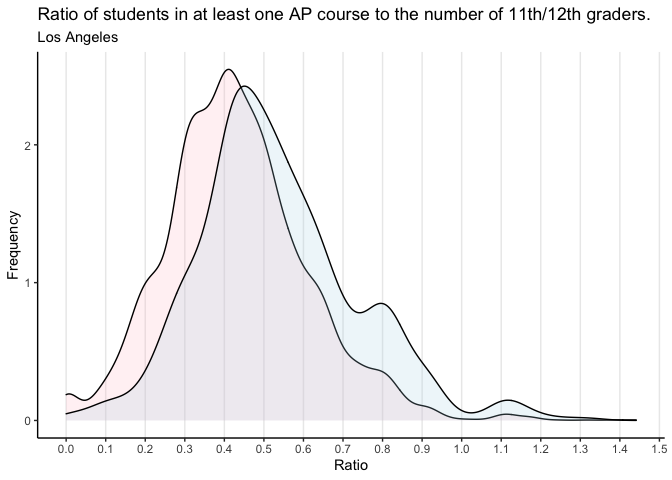 Ratio of students in at least one AP course to the number of 11th/12th graders.
Los Angeles
Frequency
2
1
0
0.0 0.1 0.2 0.3 0.4 0.5 0.6 0.7 0.8 0.9 1.0 1.1 1.2 1.3 1.4 1.5
Ratio